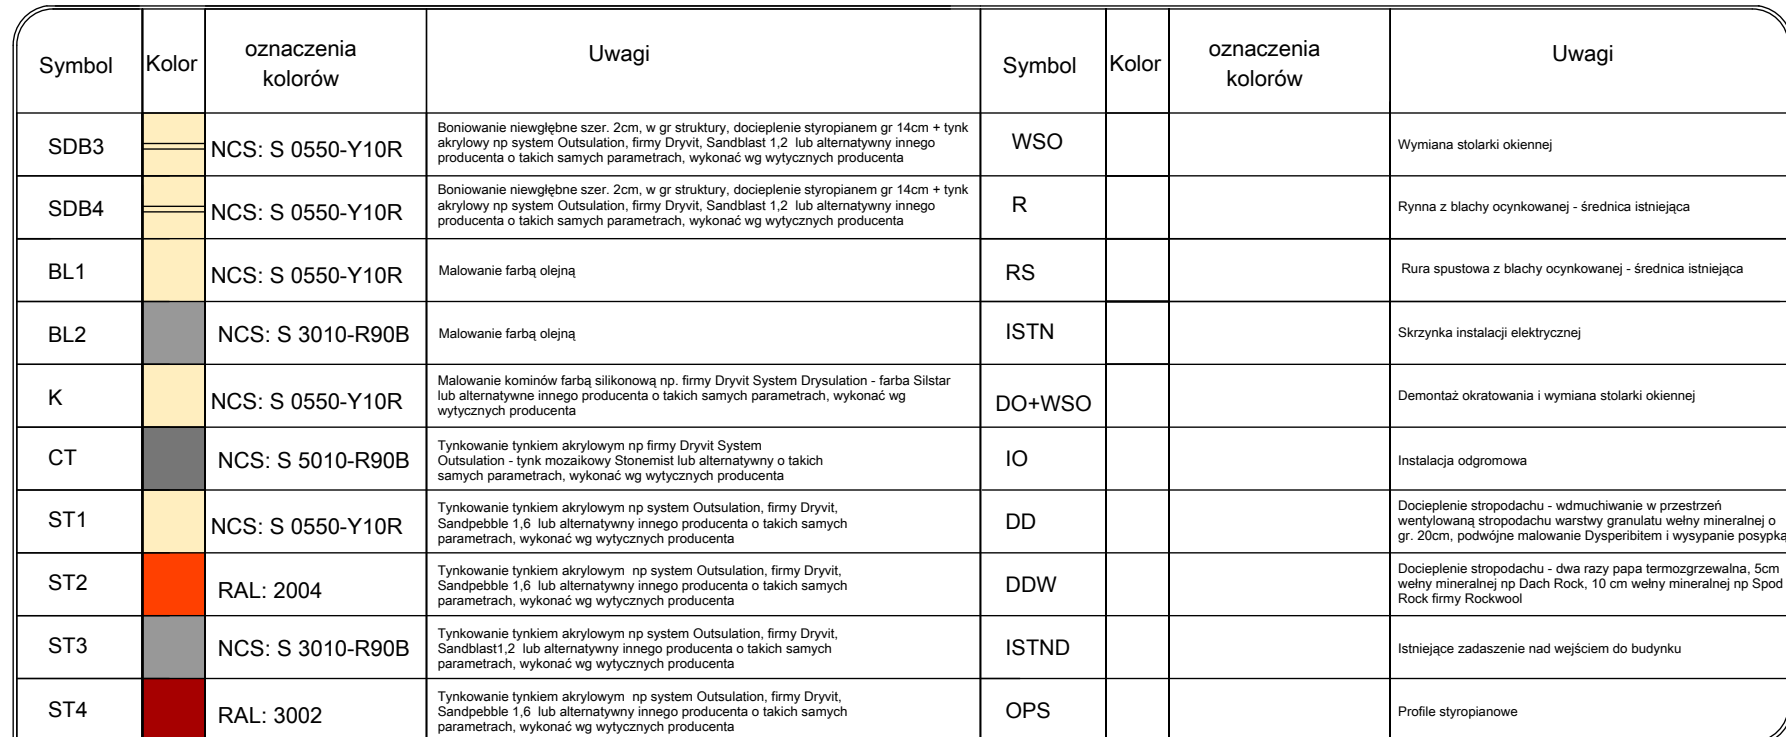 Symbol Kolor oznaczenia kolorów Uwagi Symbol Kolor oznaczenia kolorów Uwagi
SDB3 NCS: S 0550-Y10R
Boniowanie niewgłębne szer. 2cm, w gr struktury, docieplenie styropianem gr 14cm + tynk
akrylowy np system Outsulation, firmy Dryvit, Sandblast 1,2 lub alternatywny innego
producenta o takich samych parametrach, wykonać wg wytycznych producenta
WSO Wymiana stolarki okiennej
SDB4 NCS: S 0550-Y10R
Boniowanie niewgłębne szer. 2cm, w gr struktury, docieplenie styropianem gr 14cm + tynk
akrylowy np system Outsulation, firmy Dryvit, Sandblast 1,2 lub alternatywny innego
producenta o takich samych parametrach, wykonać wg wytycznych producenta
R Rynna z blachy ocynkowanej - średnica istniejąca
BL1 NCS: S 0550-Y10R Malowanie farbą olejną
RS Rura spustowa z blachy ocynkowanej - średnica istniejąca
BL2 NCS: S 3010-R90B Malowanie farbą olejną
ISTN Skrzynka instalacji elektrycznej
K NCS: S 0550-Y10R
Malowanie kominów farbą silikonową np. firmy Dryvit System Drysulation - farba Silstar
lub alternatywne innego producenta o takich samych parametrach, wykonać wg
wytycznych producenta
DO+WSO Demontaż okratowania i wymiana stolarki okiennej
CT NCS: S 5010-R90B
Tynkowanie tynkiem akrylowym np firmy Dryvit System
Outsulation - tynk mozaikowy Stonemist lub alternatywny o takich
samych parametrach, wykonać wg wytycznych producenta
IO Instalacja odgromowa
ST1 NCS: S 0550-Y10R
Tynkowanie tynkiem akrylowym np system Outsulation, firmy Dryvit,
Sandpebble 1,6 lub alternatywny innego producenta o takich samych
parametrach, wykonać wg wytycznych producenta
DD
Docieplenie stropodachu - wdmuchiwanie w przestrzeń
wentylowaną stropodachu warstwy granulatu wełny mineralnej o
gr. 20cm, podwójne malowanie Dysperibitem i wysypanie posypką
ST2 RAL: 2004
Tynkowanie tynkiem akrylowym np system Outsulation, firmy Dryvit,
Sandpebble 1,6 lub alternatywny innego producenta o takich samych
parametrach, wykonać wg wytycznych producenta
DDW
Docieplenie stropodachu - dwa razy papa termozgrzewalna, 5cm
wełny mineralnej np Dach Rock, 10 cm wełny mineralnej np Spod
Rock firmy Rockwool
ST3 NCS: S 3010-R90B
Tynkowanie tynkiem akrylowym np system Outsulation, firmy Dryvit,
Sandblast1,2 lub alternatywny innego producenta o takich samych
parametrach, wykonać wg wytycznych producenta
ISTND Istniejące zadaszenie nad wejściem do budynku
ST4 RAL: 3002
Tynkowanie tynkiem akrylowym np system Outsulation, firmy Dryvit,
Sandpebble 1,6 lub alternatywny innego producenta o takich samych
parametrach, wykonać wg wytycznych producenta
OPS Profile styropianowe